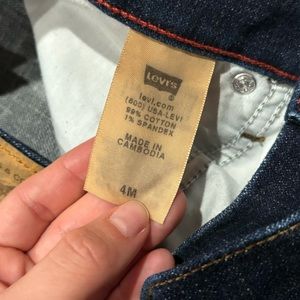 Levi's
levi.com
(800) USA-LEVI
99% COTTON
1% SPANDEX
MADE IN
CAMBODIA
4M